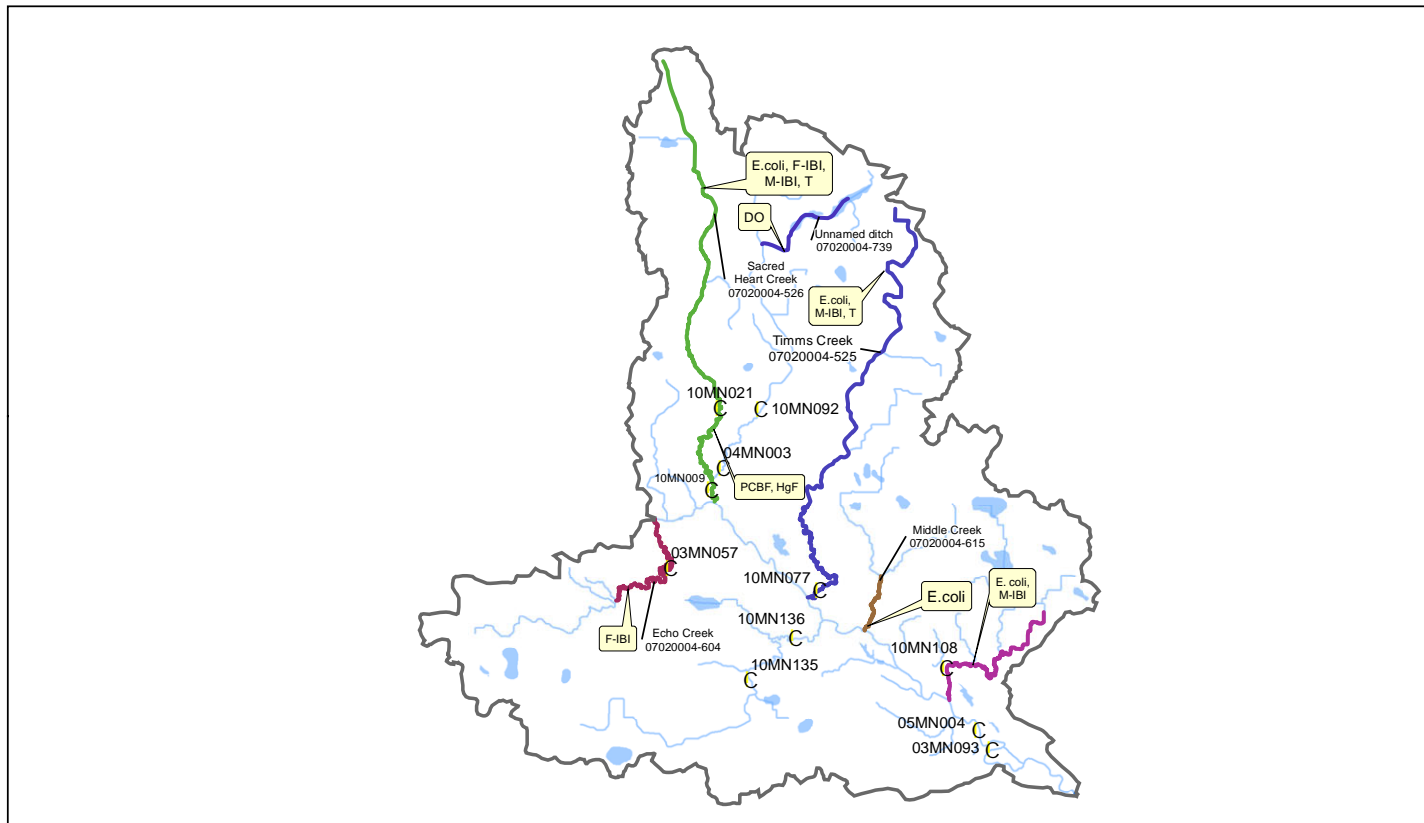 E.coli, F-IBI,
M-IBI, T
DO
Unnamed ditch
07020004-739
Sacred
Heart Creek
07020004-526
E.coli,
M-IBI, T
Timms Creek
07020004-525
10MN021
C
C 10MN092
04MN003
C
10MN009
C
PCBF, HgF
Middle Creek
07020004-615
03MN057
C
10MN077
C
E.coli
E. coli,
M-IBI
F-IBI
Echo Creek
07020004-604
10MN136
C
10MN108
C
10MN135
C
05MN004
C
03MN093
C